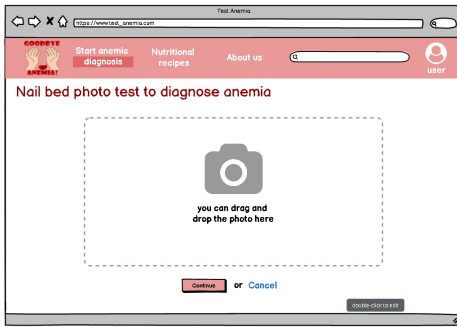 Test Anemia
https://www.test_anemia.com
GOODBYE
ANEMIA!
Start anemic
diagnosis
Nutritional
recipes
About us
user
Nail bed photo test to diagnose anemia
you can drag and
drop the photo here
Continue or Cancel
double-click to edit